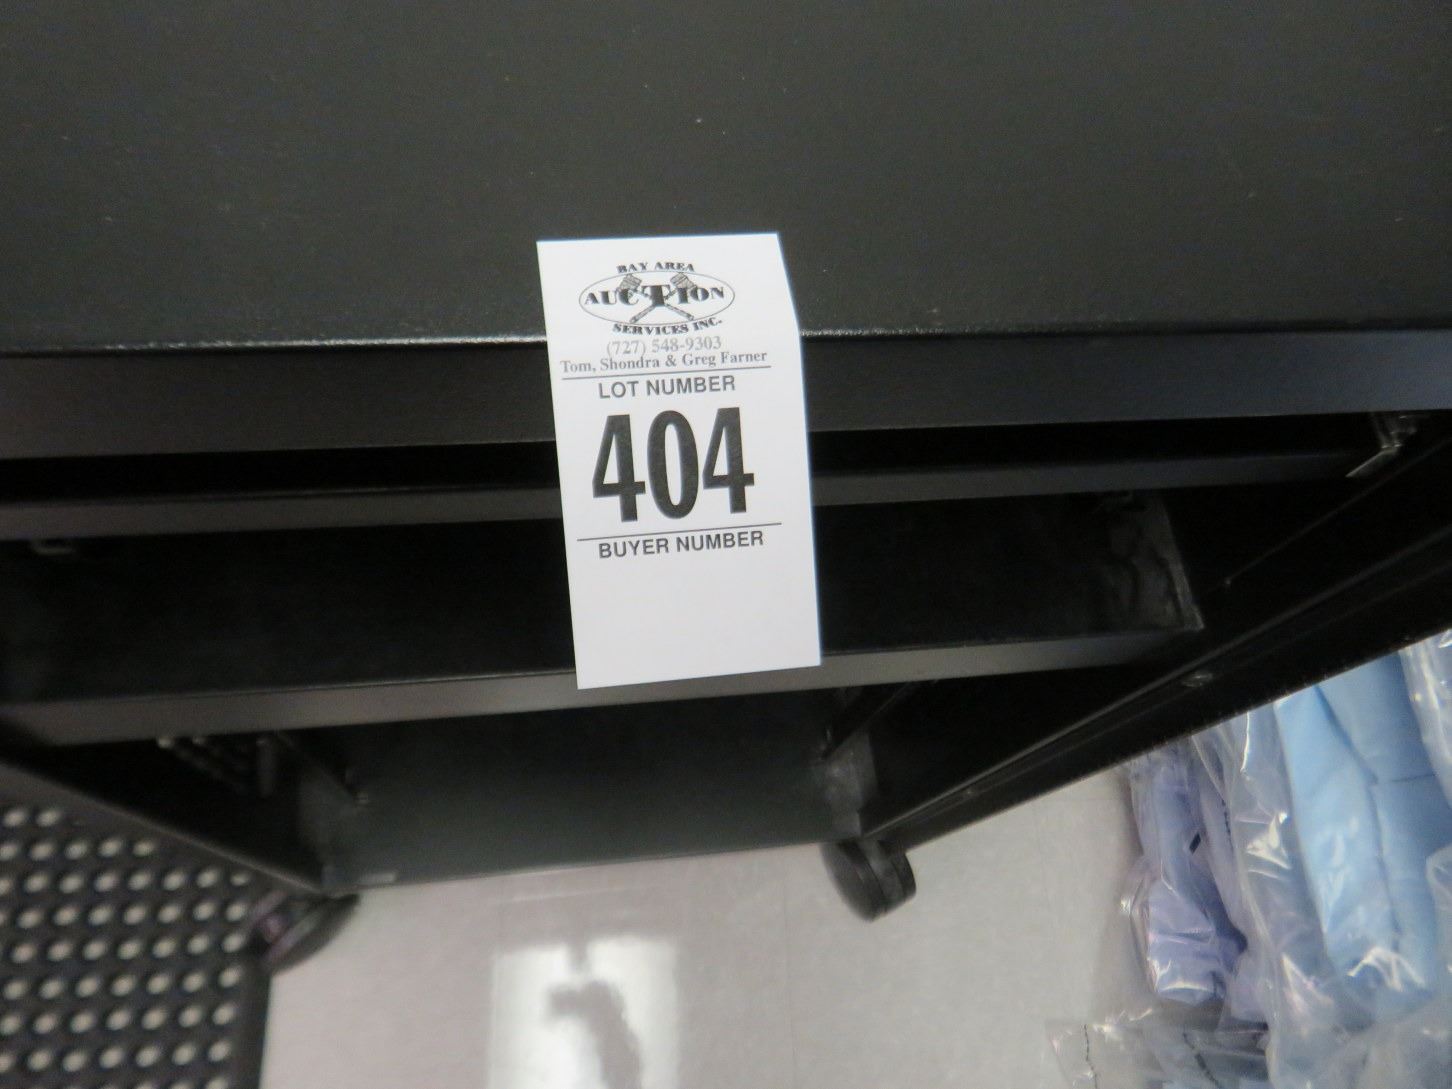 BAY AREA
AUCTION
SERVICES INC.
(727) 548-9303
Tom, Shondra & Greg Farner
LOT NUMBER
404
BUYER NUMBER